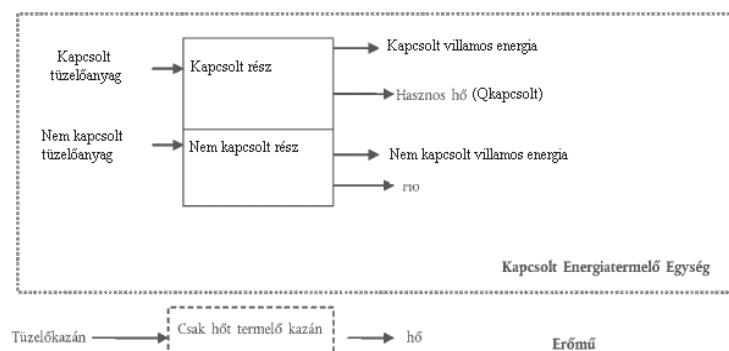 Kapcsolt tüzelőanyag
Kapcsolt rész
Kapcsolt villamos energia
Hasznos hő (Qkapcsolt)
Nem kapcsolt tüzelőanyag
Nem kapcsolt rész
Nem kapcsolt villamos energia
Kapcsolt Energiatermelő Egység
Tüzelőkazán
Csak hőt termelő kazán
hő
Erőmű